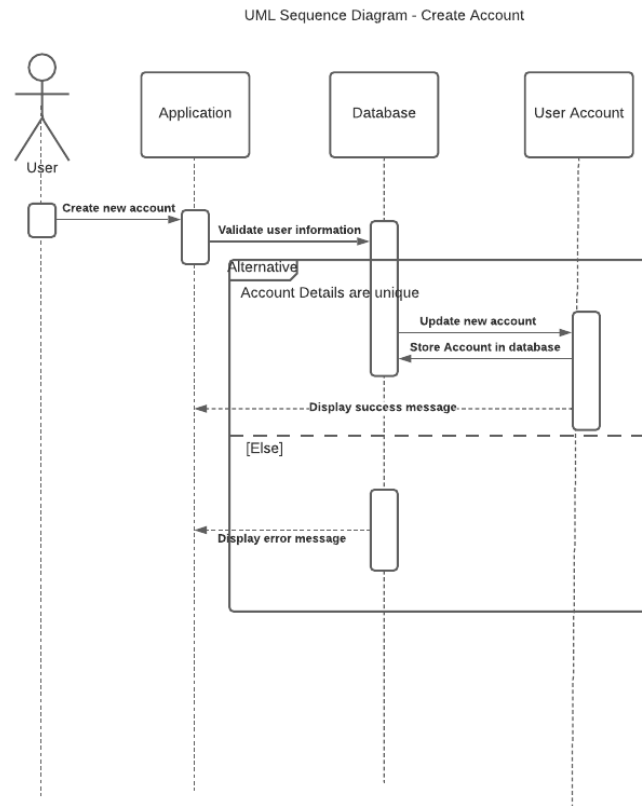 UML Sequence Diagram - Create Account
Application
Database
User Account
User
Create new account
Validate user information
Alternative
Account Details are unique
Update new account
Store Account in database
Display success message
[Else]
Display error message